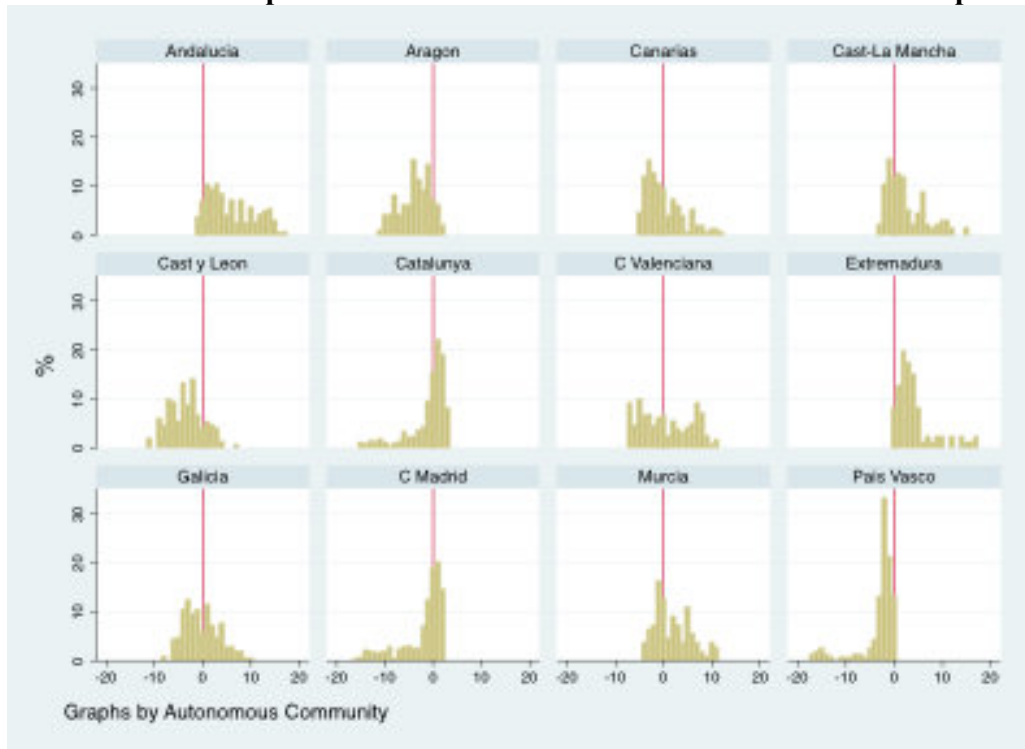 Andalucia Aragon Canarias Cast-La Mancha
30
20
10
0
Cast y Leon Catalunya C Valenciana Extremadura
%
30
20
10
0
Galicia C Madrid Murcia Pais Vasco
30
20
10
0
-20 -10 0 10 20 -20 -10 0 10 20 -20 -10 0 10 20 -20 -10 0 10 20
Graphs by Autonomous Community